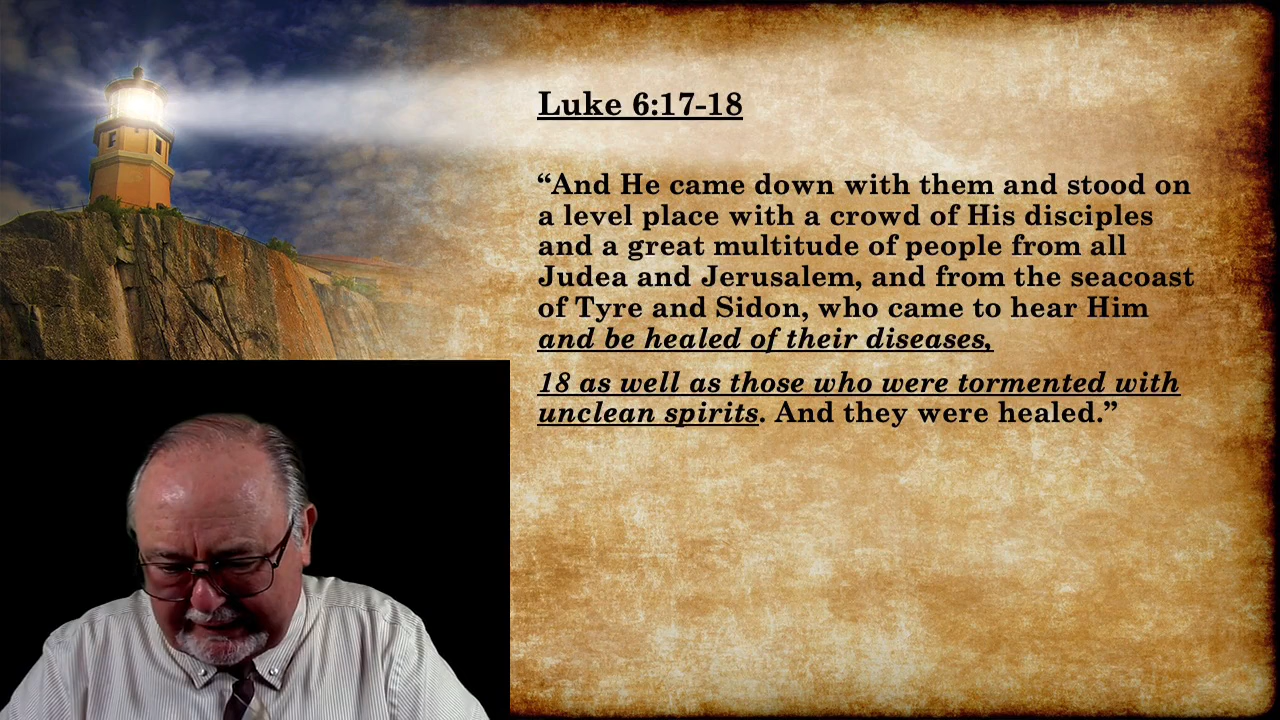 Luke 6:17-18
“And He came down with them and stood on
a level place with a crowd of His disciples
and a great multitude of people from all
Judea and Jerusalem, and from the seacoast
of Tyre and Sidon, who came to hear Him
and be healed of their diseases,
18 as well as those who were tormented with
unclean spirits. And they were healed.”